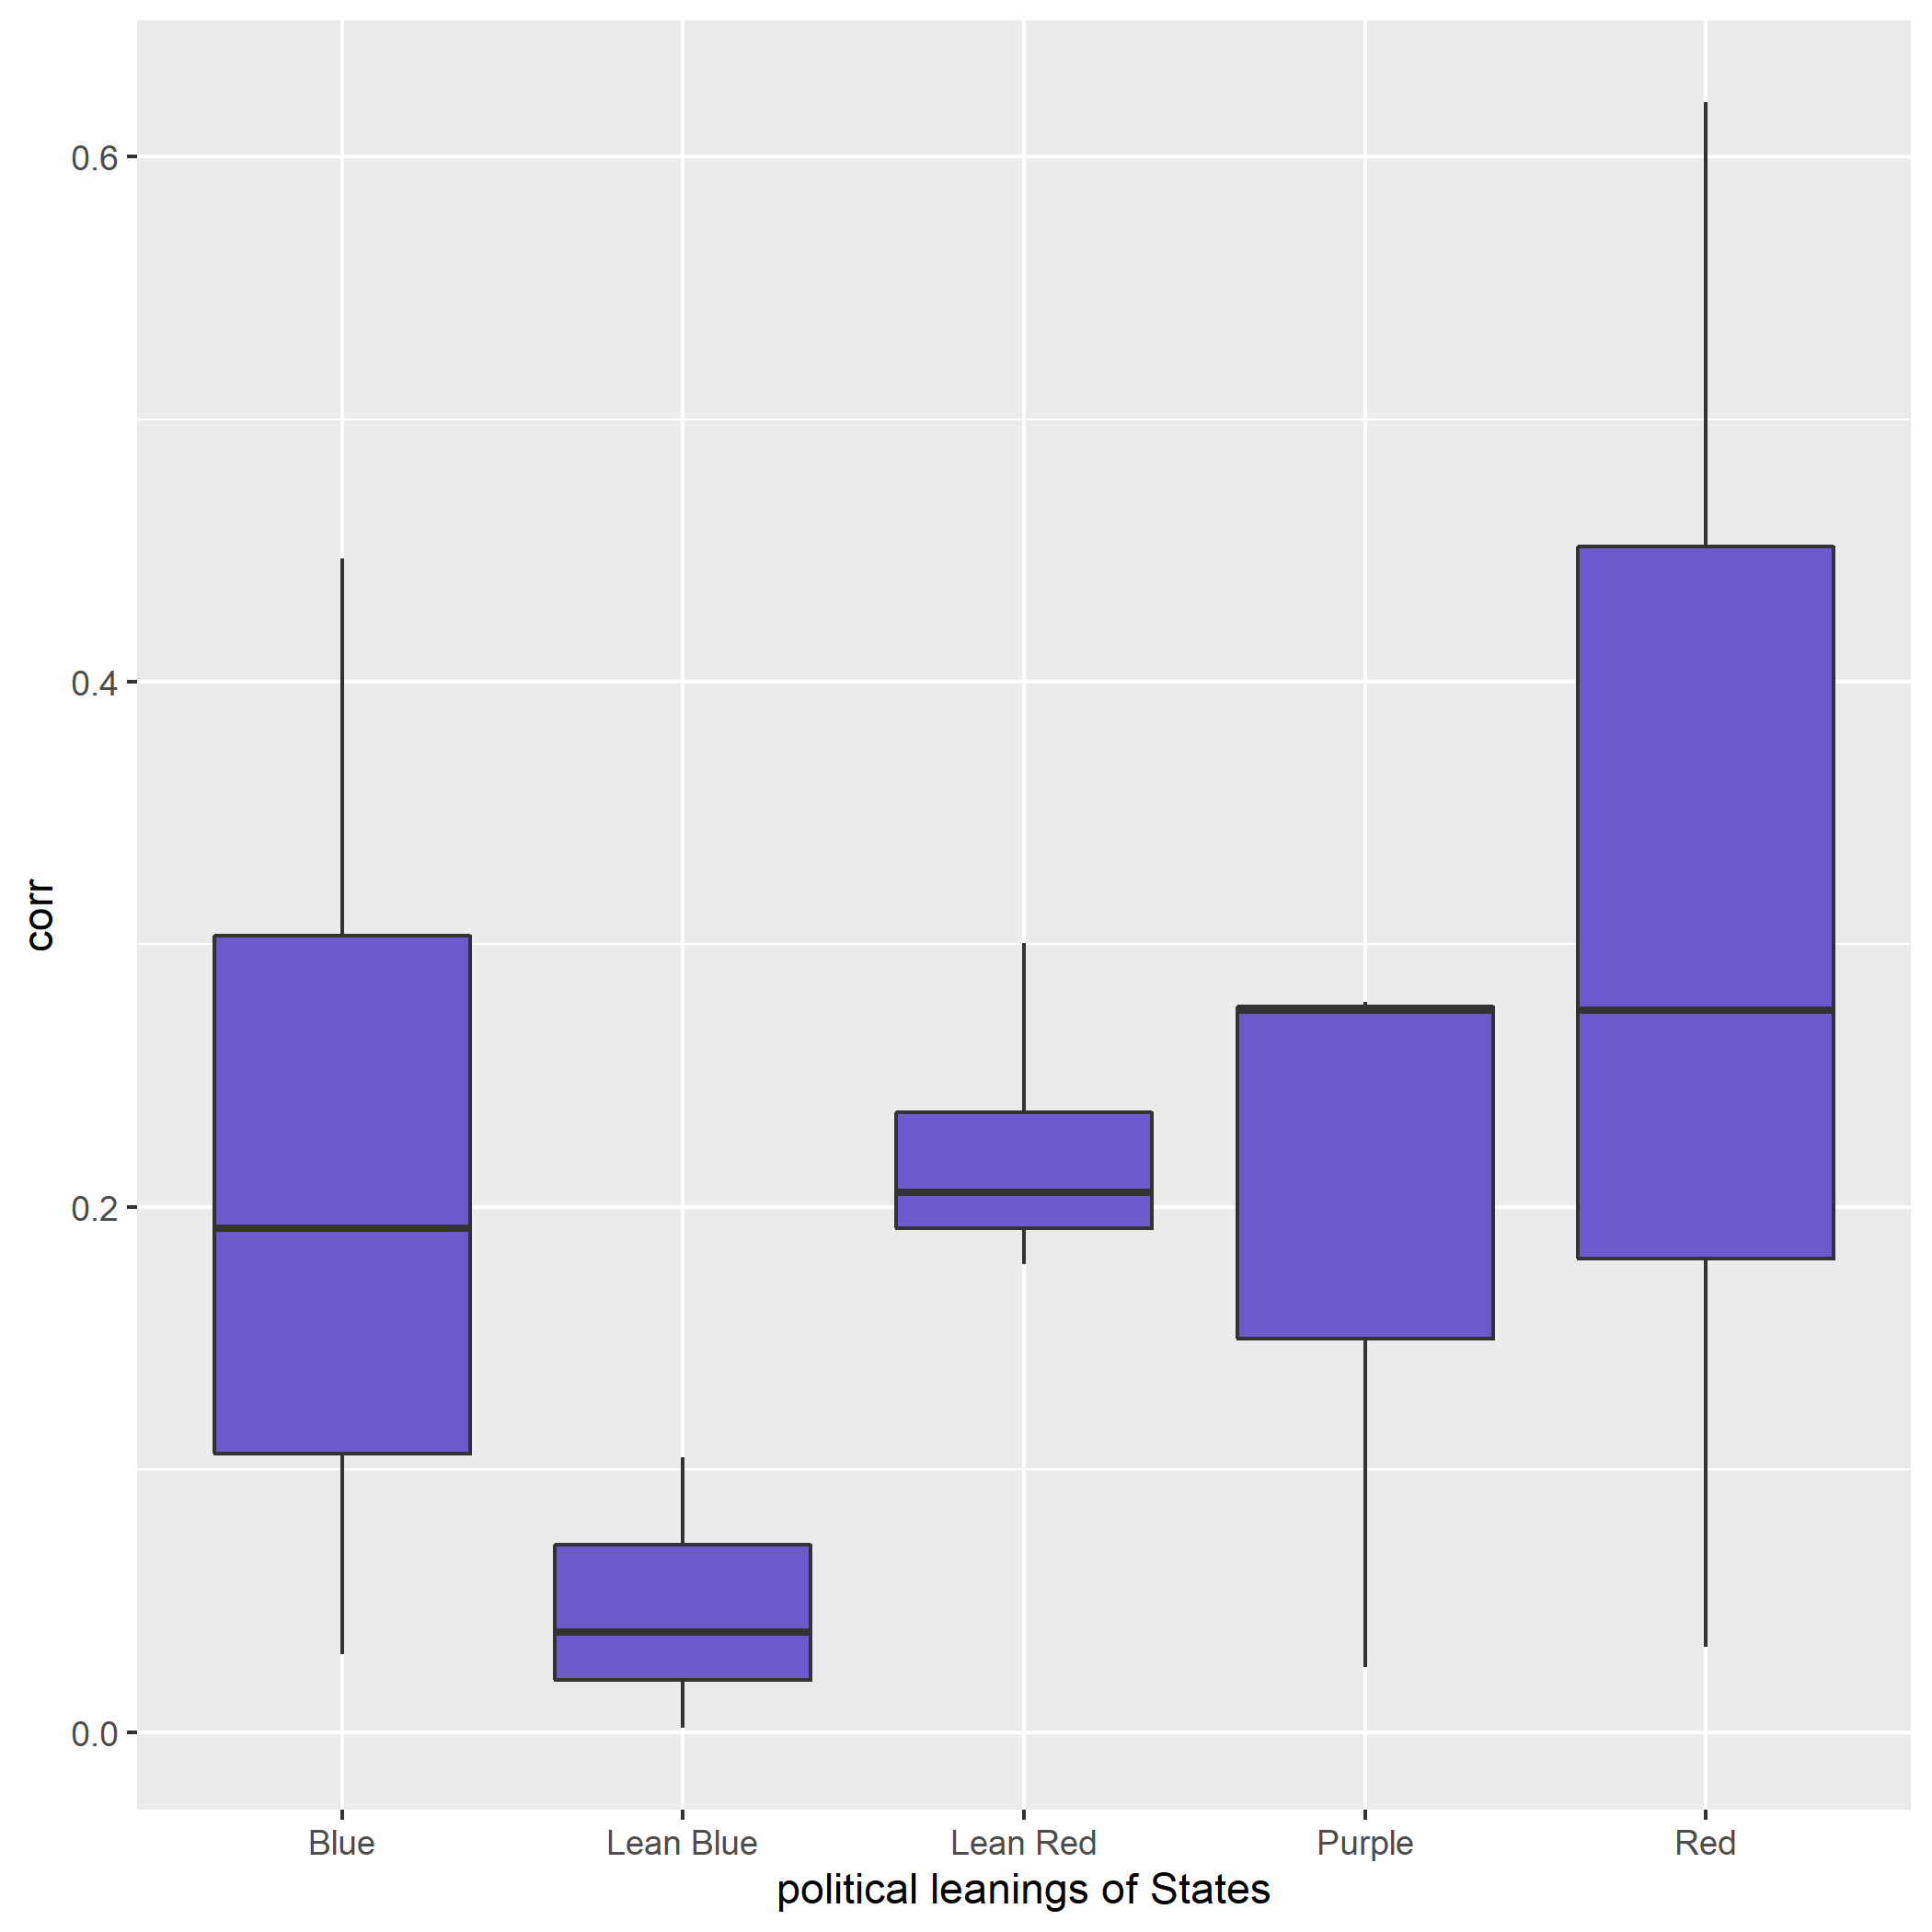 0.6
0.4
0.2
0.0
corr
Blue
Lean Blue
Lean Red
Purple
Red
political leanings of States